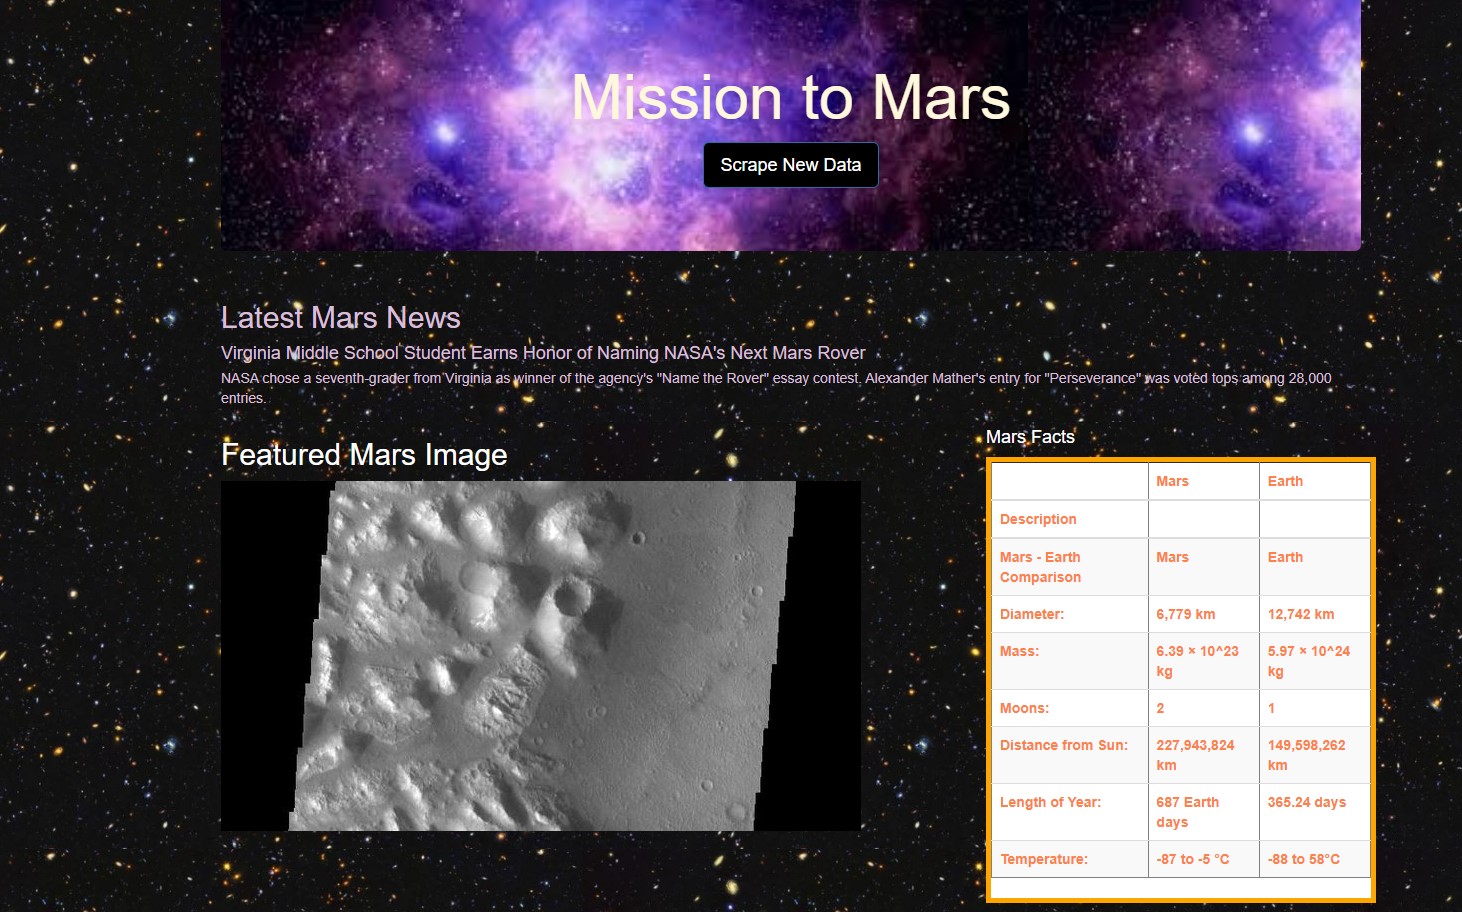 Mission to Mars
Scrape New Data
Latest Mars News
Virginia Middle School Student Earns Honor of Naming NASA's Next Mars Rover
NASA chose a seventh-grader from Virginia as winner of the agency's "Name the Rover" essay contest. Alexander Mather's entry for "Perseverance" was voted tops among 28,000
entries.
Featured Mars Image
Mars Facts
Mars Earth
Description
Mars - Earth Mars Earth
Comparison
Diameter: 6,779 km 12,742 km
Mass: 6.39 × 10^23 5.97 × 10^24
kg kg
Moons: 2 1
Distance from Sun: 227,943,824 149,598,262
km km
Length of Year: 687 Earth 365.24 days
days
Temperature: -87 to -5 °C -88 to 58°C